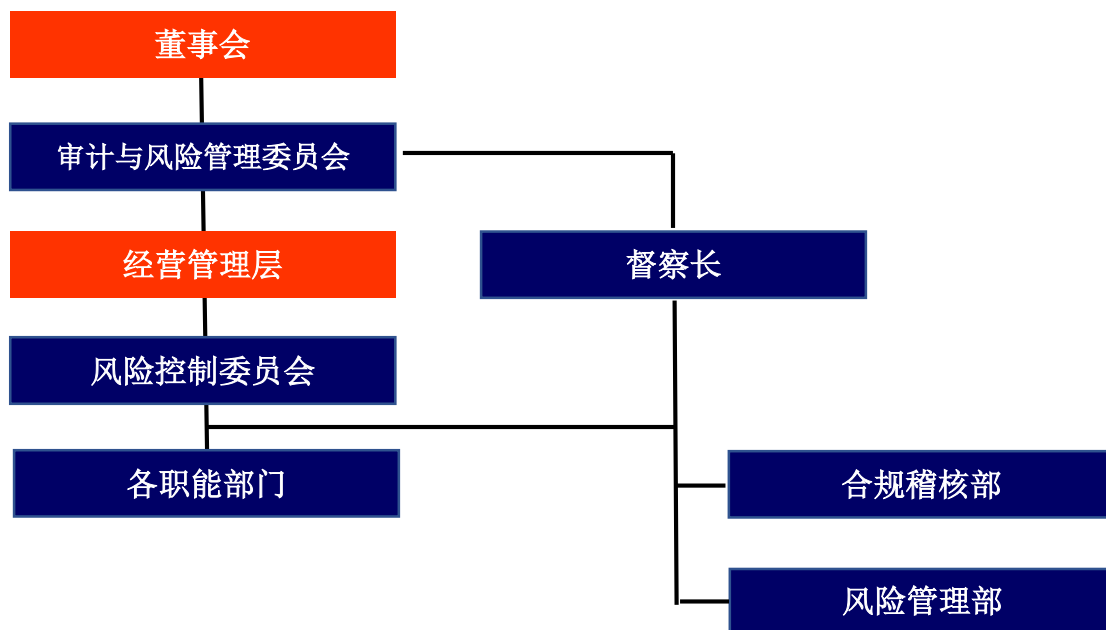 董事会
审计与风险管理委员会
经营管理层
督察长
风险控制委员会
各职能部门
合规稽核部
风险管理部